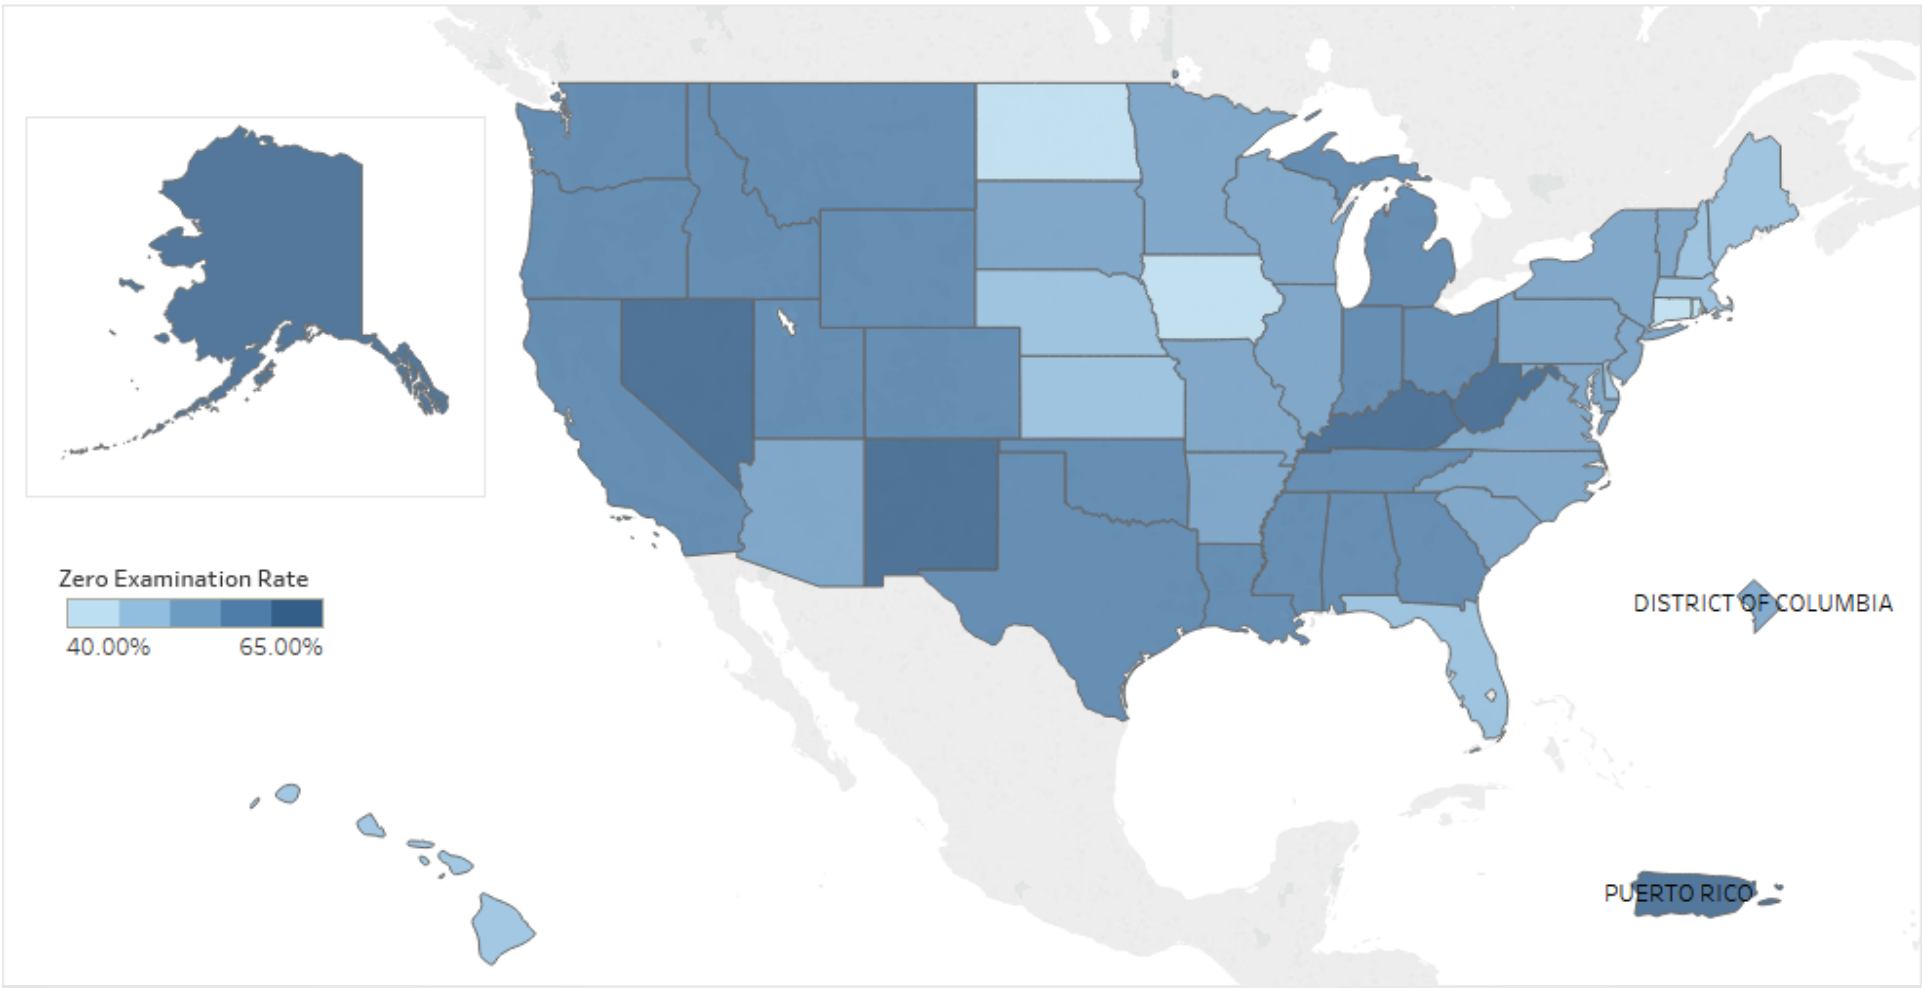 Zero Examination Rate
40.00% 65.00%
DISTRICT OF COLUMBIA
PUERTO RICO